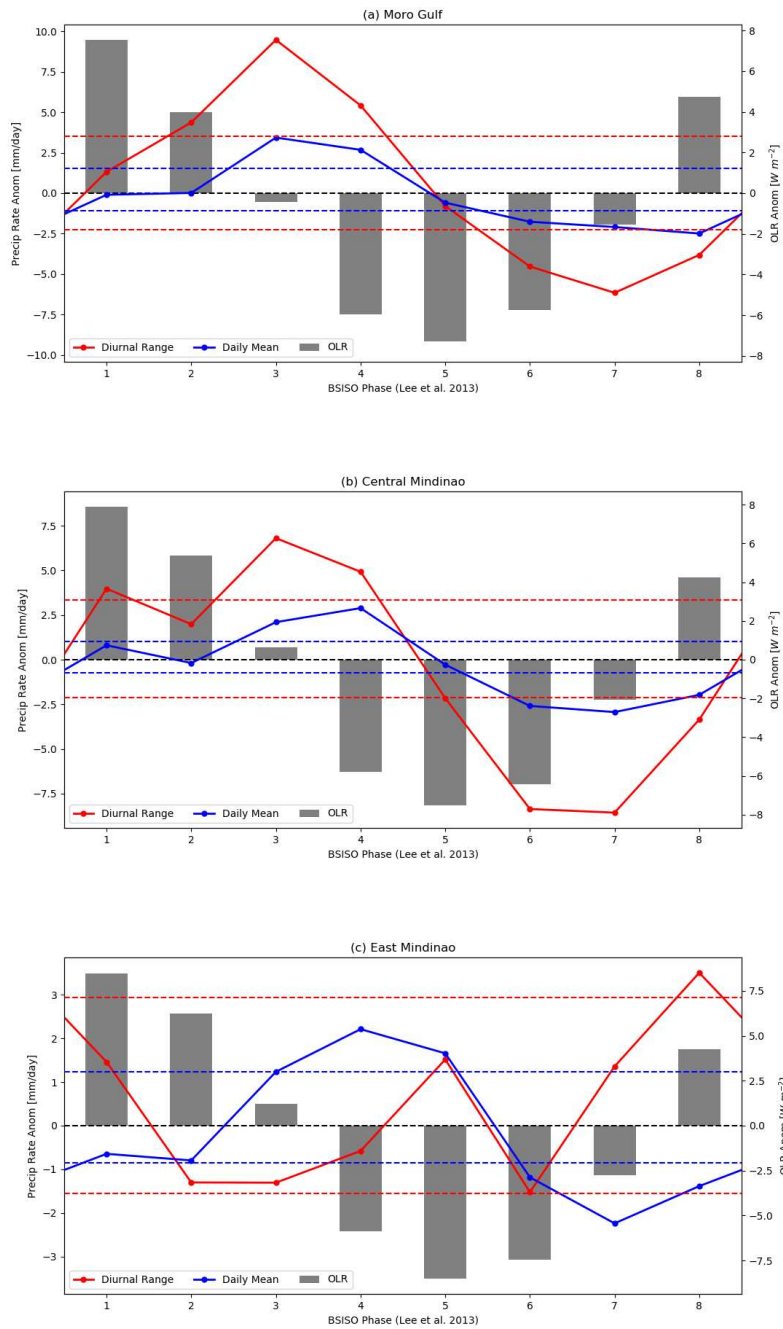 (a) Moro Gulf
10.0
7.5
5.0
2.5
0.0
−2.5
−5.0
−7.5
−10.0
Precip Rate Anom [mm/day]
8
6
4
2
0
−2
−4
−6
−8
OLR Anom [W m⁻²]
Diurnal Range Daily Mean OLR
1 2 3 4 5 6 7 8
BSISO Phase (Lee et al. 2013)
(b) Central Mindinao
7.5
5.0
2.5
0.0
−2.5
−5.0
−7.5
Precip Rate Anom [mm/day]
8
6
4
2
0
−2
−4
−6
−8
OLR Anom [W m⁻²]
Diurnal Range Daily Mean OLR
1 2 3 4 5 6 7 8
BSISO Phase (Lee et al. 2013)
(c) East Mindinao
3
2
1
0
−1
−2
−3
Precip Rate Anom [mm/day]
7.5
5.0
2.5
0.0
−2.5
−5.0
−7.5
OLR Anom [W m⁻²]
Diurnal Range Daily Mean OLR
1 2 3 4 5 6 7 8
BSISO Phase (Lee et al. 2013)